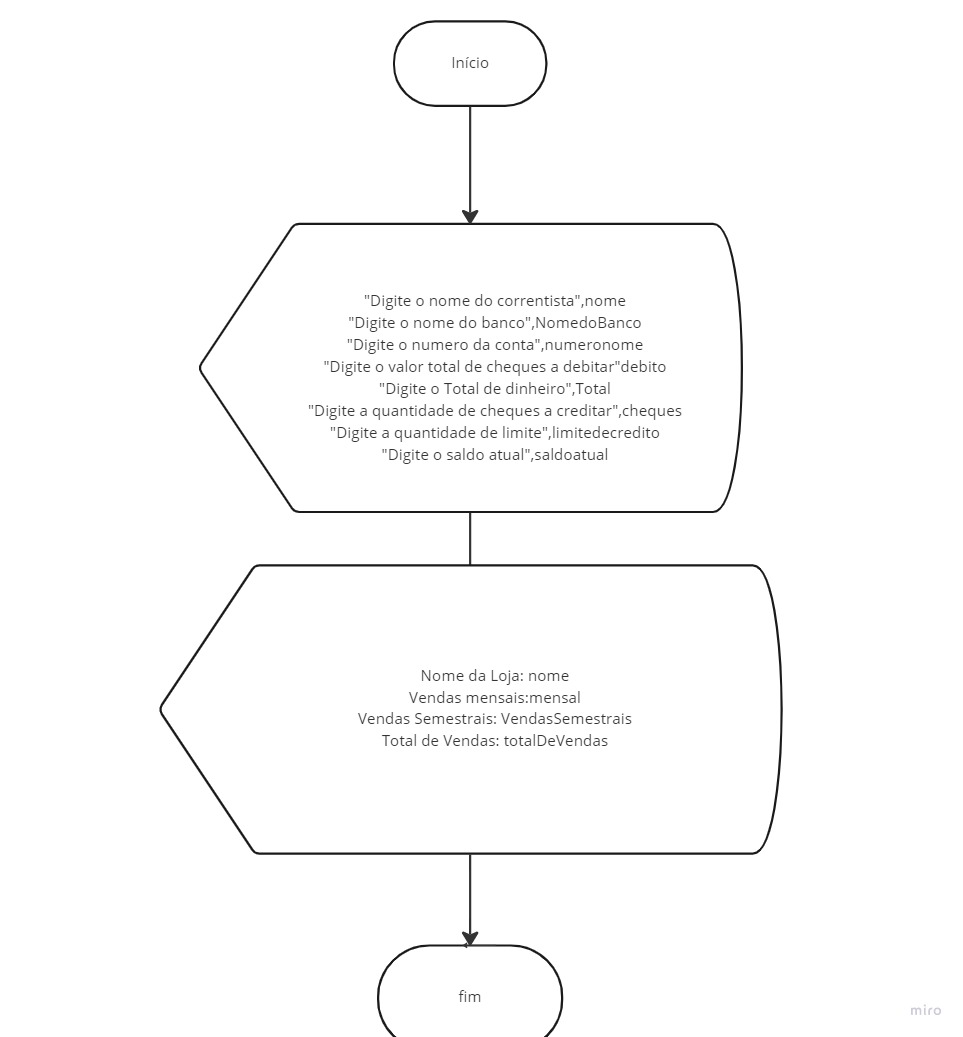 Início
"Digite o nome do correntista",nome
"Digite o nome do banco",NomedoBanco
"Digite o numero da conta",numeronome
"Digite o valor total de cheques a debitar"debito
"Digite o Total de dinheiro",Total
"Digite a quantidade de cheques a creditar",cheques
"Digite a quantidade de limite",limitedecredito
"Digite o saldo atual",saldoatual
Nome da Loja: nome
Vendas mensais:mensal
Vendas Semestrais: VendasSemestrais
Total de Vendas: totalDeVendas
fim
miro